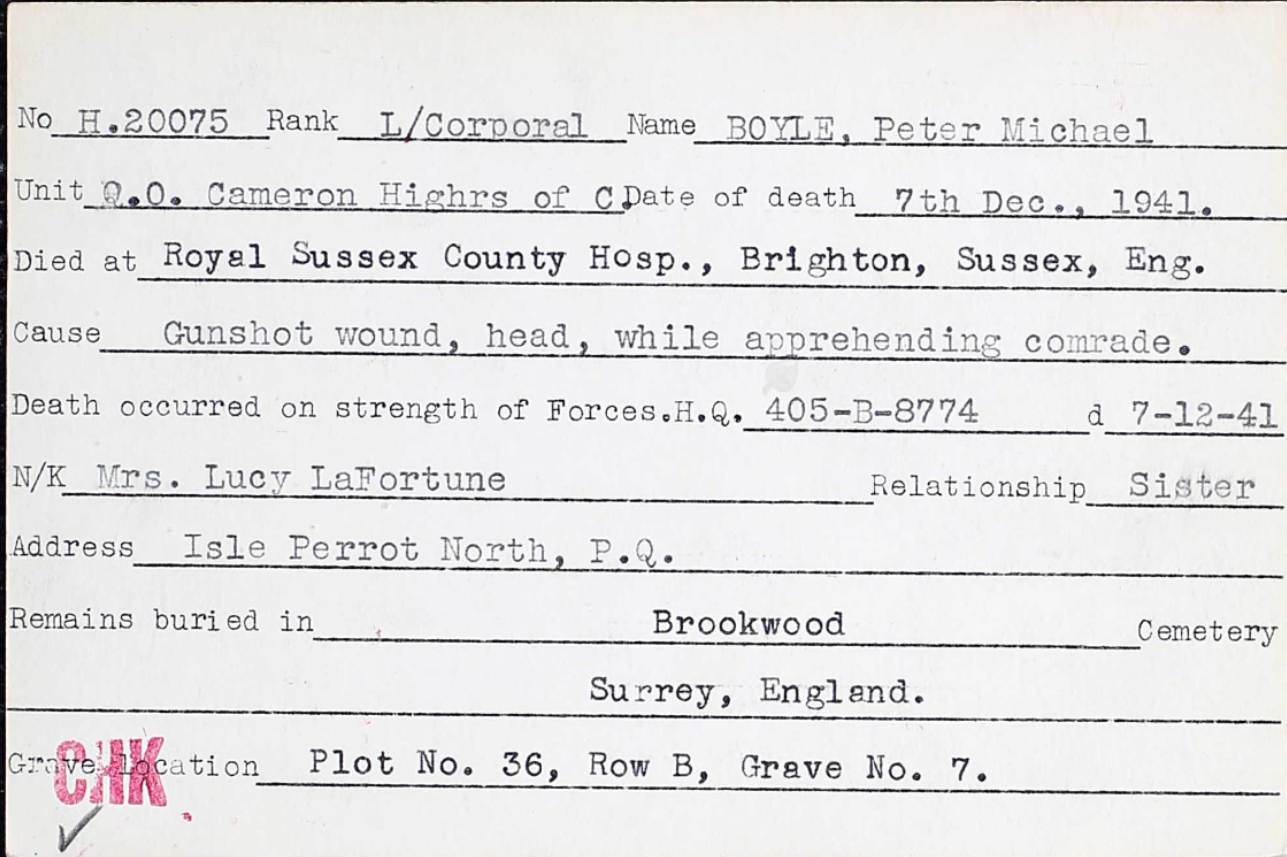 No H.20075 Rank L/Corporal Name BOYLE, Peter Michael
Unit Q.O. Cameron Highrs of C. Date of death 7th Dec., 1941.
Died at Royal Sussex County Hosp., Brighton, Sussex, Eng.
Cause Gunshot wound, head, while apprehending comrade.
Death occurred on strength of Forces.H.Q. 405-B-8774 d 7-12-41
N/K Mrs. Lucy LaFortune Relationship Sister
Address Isle Perrot North, P.Q.
Remains buried in Brookwood Cemetery
Surrey, England.
Grave location Plot No. 36, Row B, Grave No. 7.
CHK